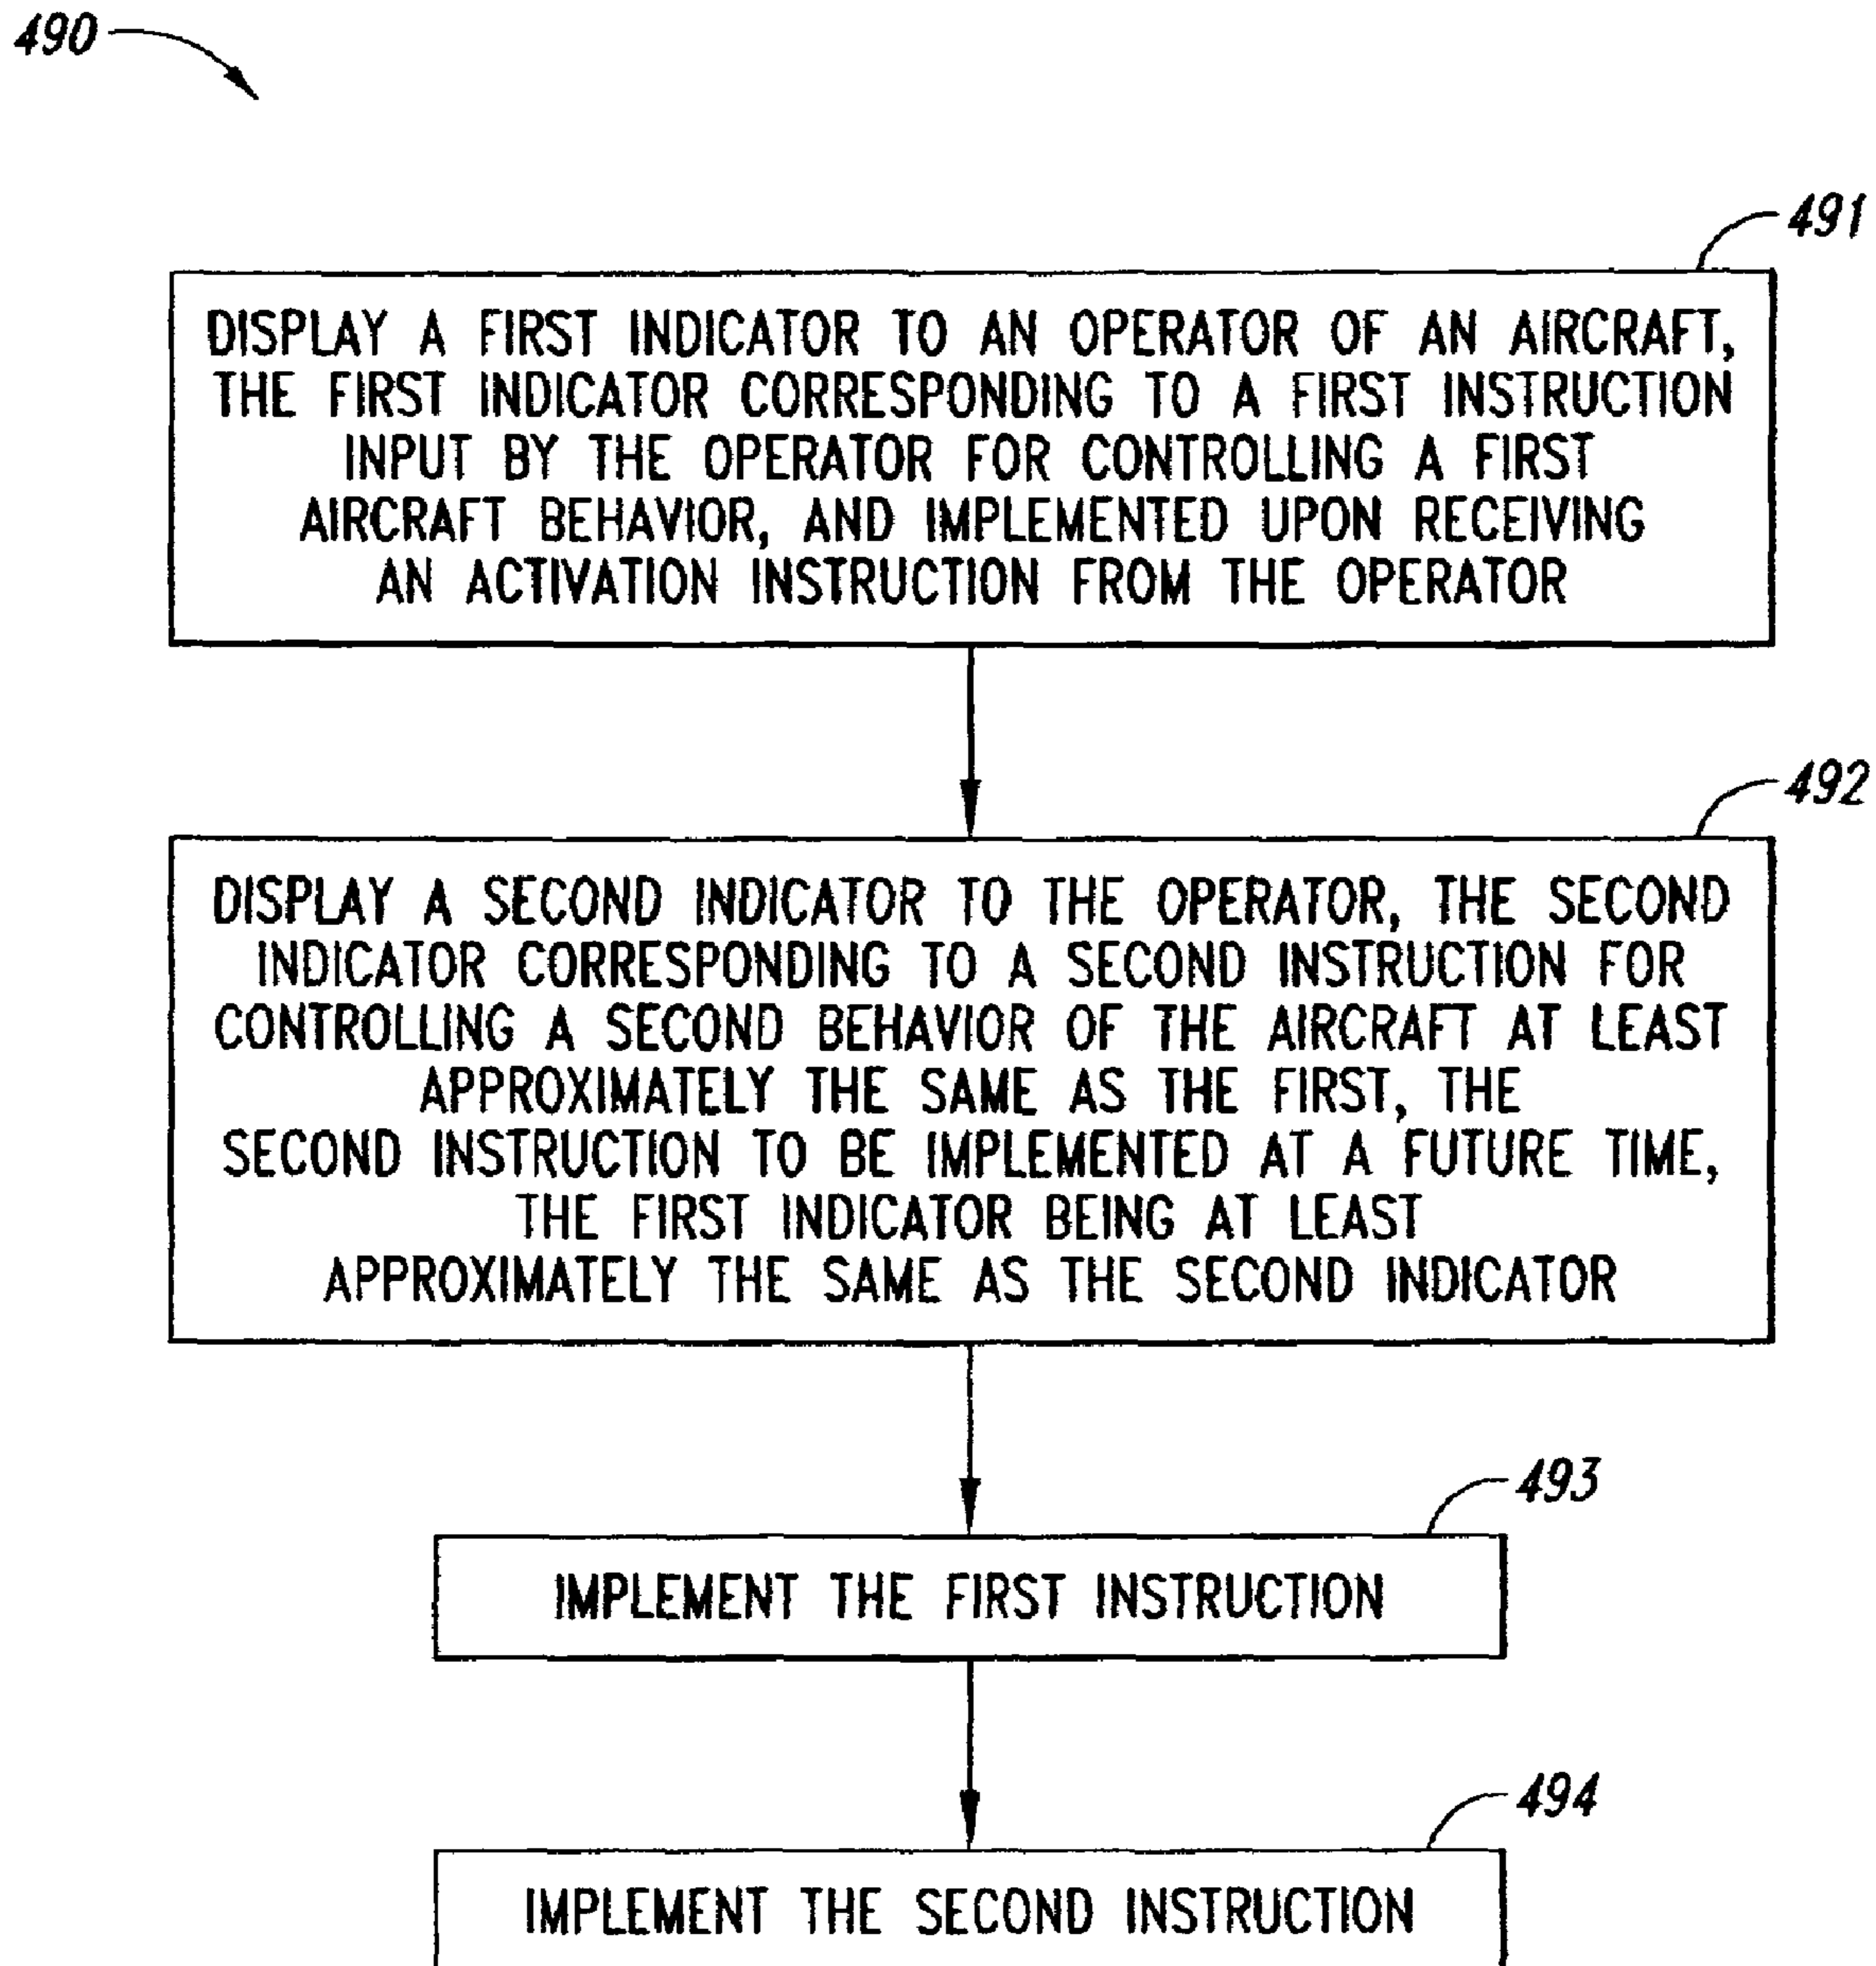 490
491
DISPLAY A FIRST INDICATOR TO AN OPERATOR OF AN AIRCRAFT,
THE FIRST INDICATOR CORRESPONDING TO A FIRST INSTRUCTION
INPUT BY THE OPERATOR FOR CONTROLLING A FIRST
AIRCRAFT BEHAVIOR, AND IMPLEMENTED UPON RECEIVING
AN ACTIVATION INSTRUCTION FROM THE OPERATOR
492
DISPLAY A SECOND INDICATOR TO THE OPERATOR, THE SECOND
INDICATOR CORRESPONDING TO A SECOND INSTRUCTION FOR
CONTROLLING A SECOND BEHAVIOR OF THE AIRCRAFT AT LEAST
APPROXIMATELY THE SAME AS THE FIRST, THE
SECOND INSTRUCTION TO BE IMPLEMENTED AT A FUTURE TIME,
THE FIRST INDICATOR BEING AT LEAST
APPROXIMATELY THE SAME AS THE SECOND INDICATOR
493
IMPLEMENT THE FIRST INSTRUCTION
494
IMPLEMENT THE SECOND INSTRUCTION